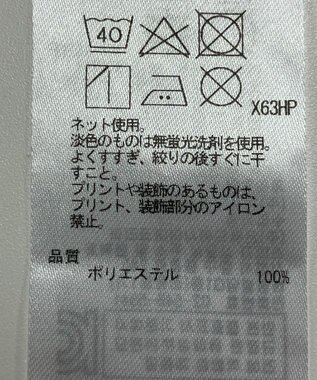 40
X63HP
ネット使用。
淡色のものは無蛍光洗剤を使用。
よくすすぎ、絞りの後すぐに干
すこと。
プリントや装飾のあるものは、
プリント、装飾部分のアイロン
禁止。
品質
ポリエステル 100%